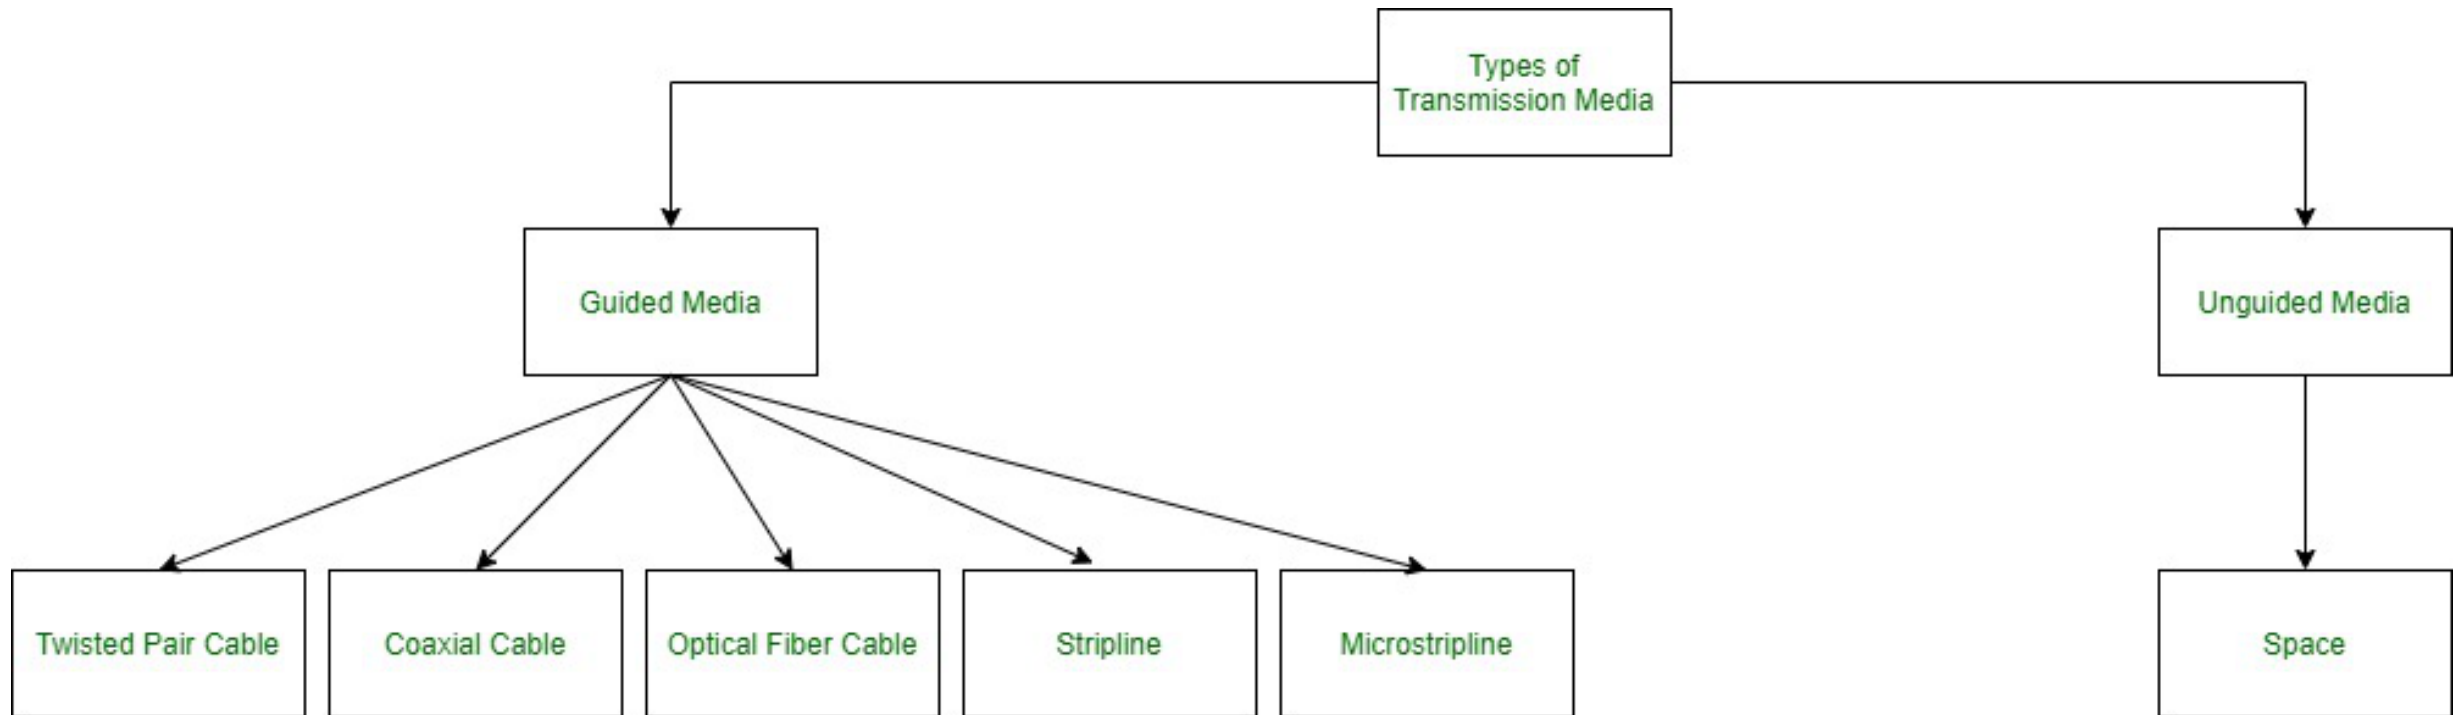 Types of
Transmission Media
Guided Media
Unguided Media
Twisted Pair Cable
Coaxial Cable
Optical Fiber Cable
Stripline
Microstripline
Space